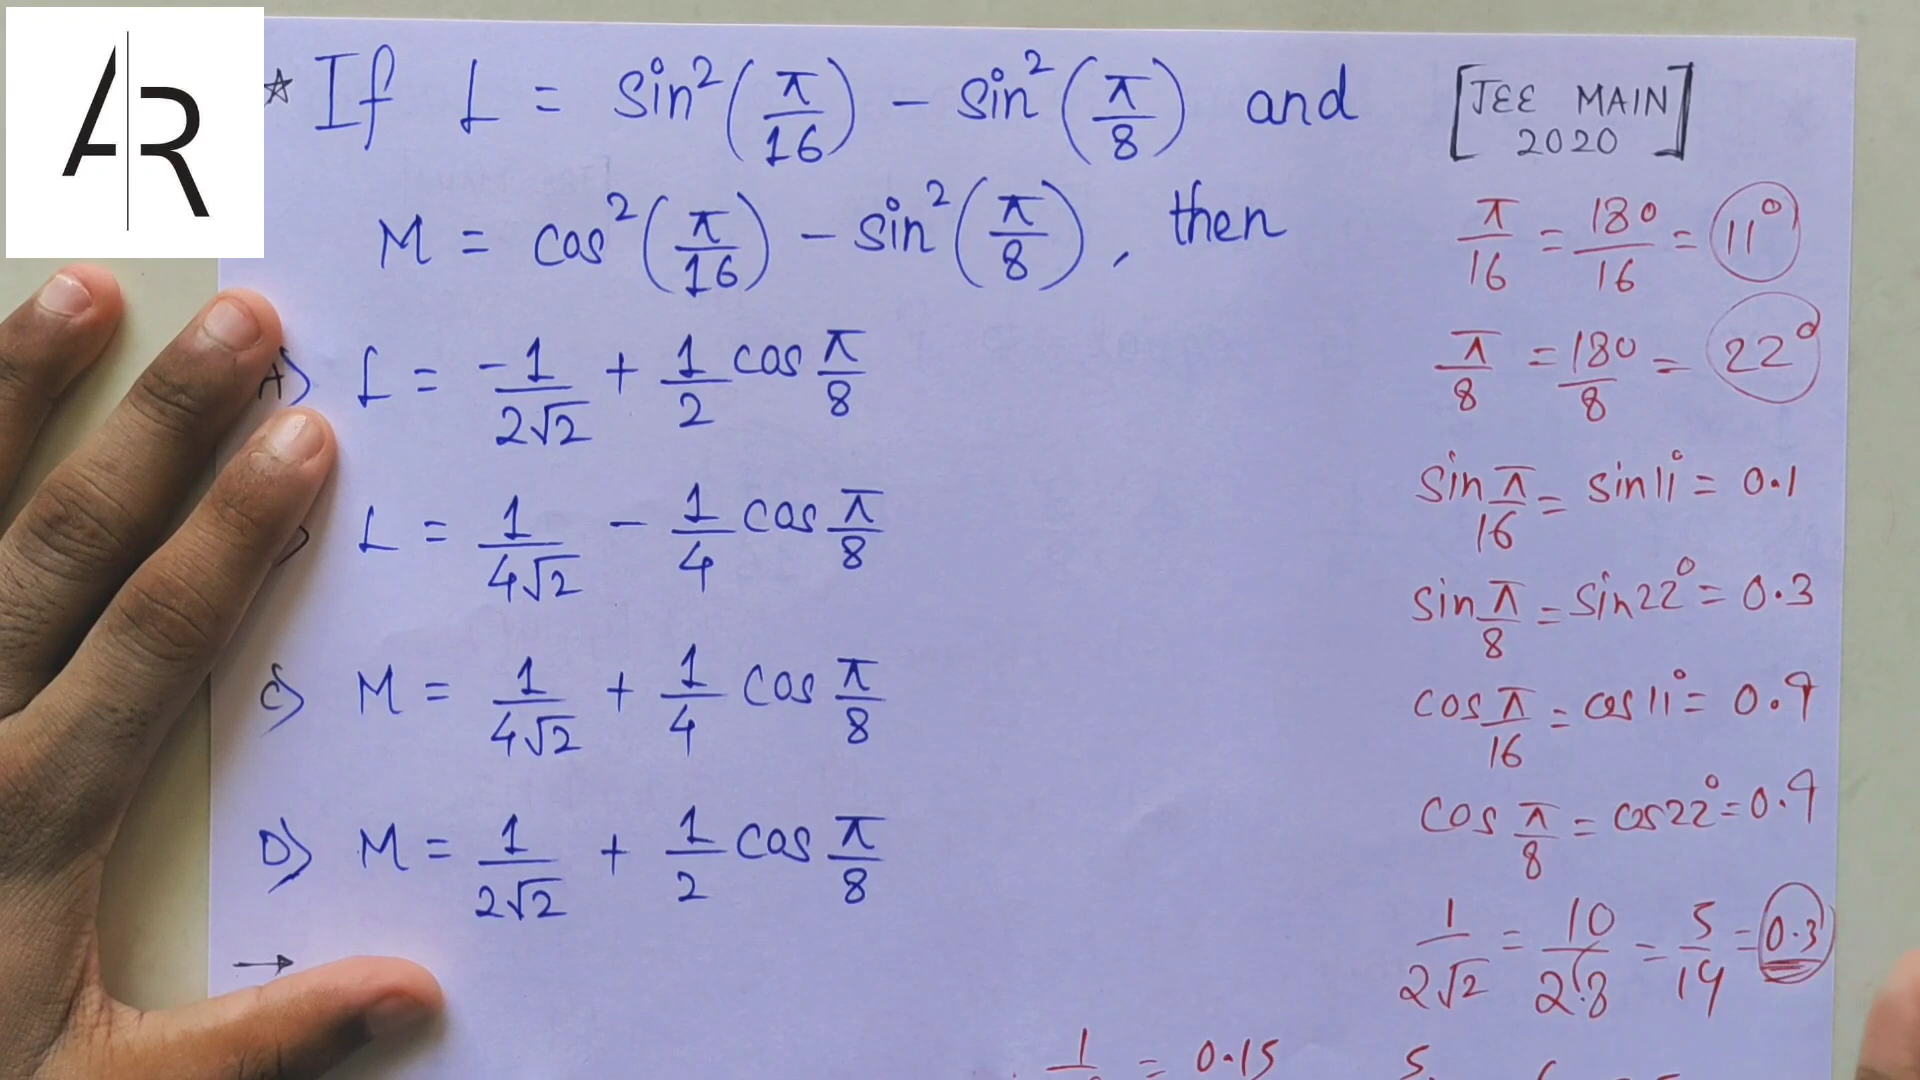 AR
☆ If L = sin²(π/16) - sin²(π/8) and
M = cos²(π/16) - sin²(π/8), then
A) L = -1/2√2 + 1/2 cos π/8
) L = 1/4√2 - 1/4 cos π/8
C) M = 1/4√2 + 1/4 cos π/8
D) M = 1/2√2 + 1/2 cos π/8
→
[JEE MAIN
2020]
π/16 = 180/16 = 11°
π/8 = 180/8 = 22°
sin π/16 = sin 11° = 0.1
sin π/8 = sin 22° = 0.3
cos π/16 = cos 11° = 0.9
cos π/8 = cos 22° = 0.9
1/2√2 = 10/2.8 = 5/14 = 0.3
1 = 0.15